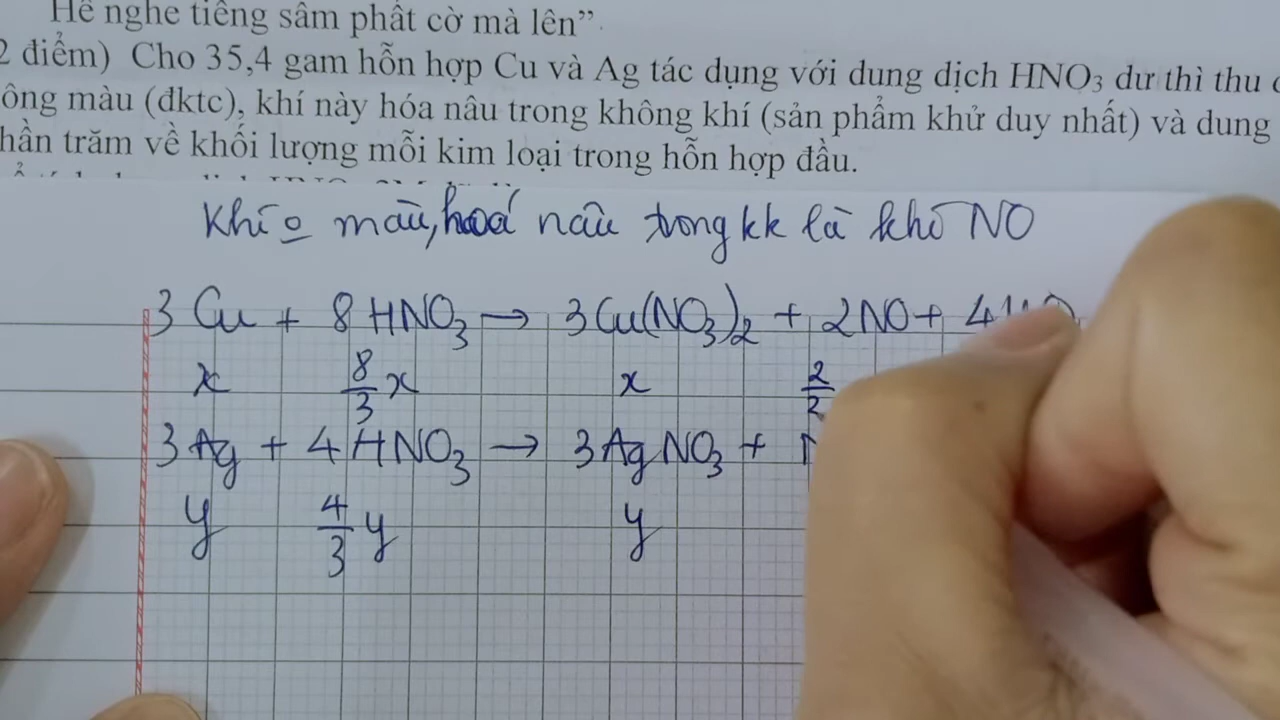 Hễ nghe tiếng sấm phất cờ mà lên”
2 điểm) Cho 35,4 gam hỗn hợp Cu và Ag tác dụng với dung dịch HNO₃ dư thì thu
ông màu (đktc), khí này hóa nâu trong không khí (sản phẩm khử duy nhất) và dung
hần trăm về khối lượng mỗi kim loại trong hỗn hợp đầu.
Khí o màu, hoá nâu trong kk là khí NO
3Cu + 8HNO₃ → 3Cu(NO₃)₂ + 2NO + 4
x 8/3 x x 2
3Ag + 4HNO₃ → 3AgNO₃ +
y 4/3 y y